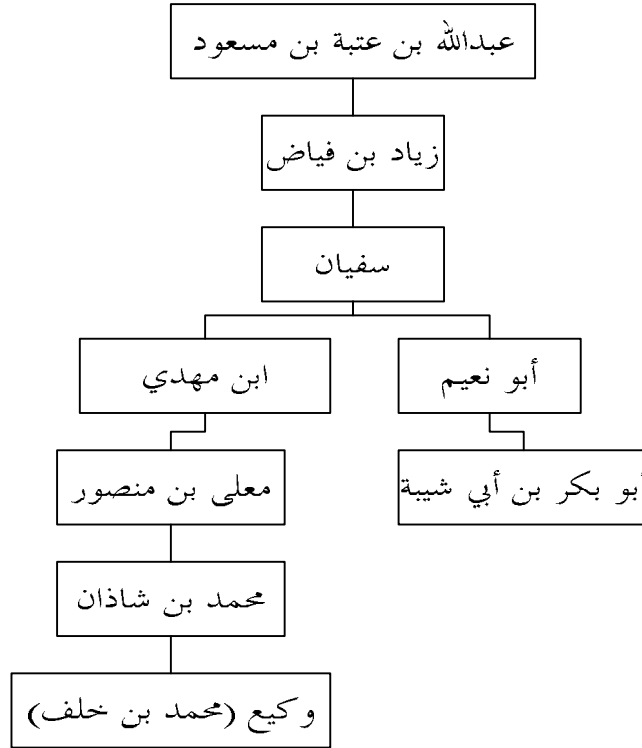 عبدالله بن عتبة بن مسعود
زياد بن فياض
سفيان
أبو نعيم
ابن مهدي
أبو بكر بن أبي شيبة
معلى بن منصور
محمد بن شاذان
وكيع (محمد بن خلف)